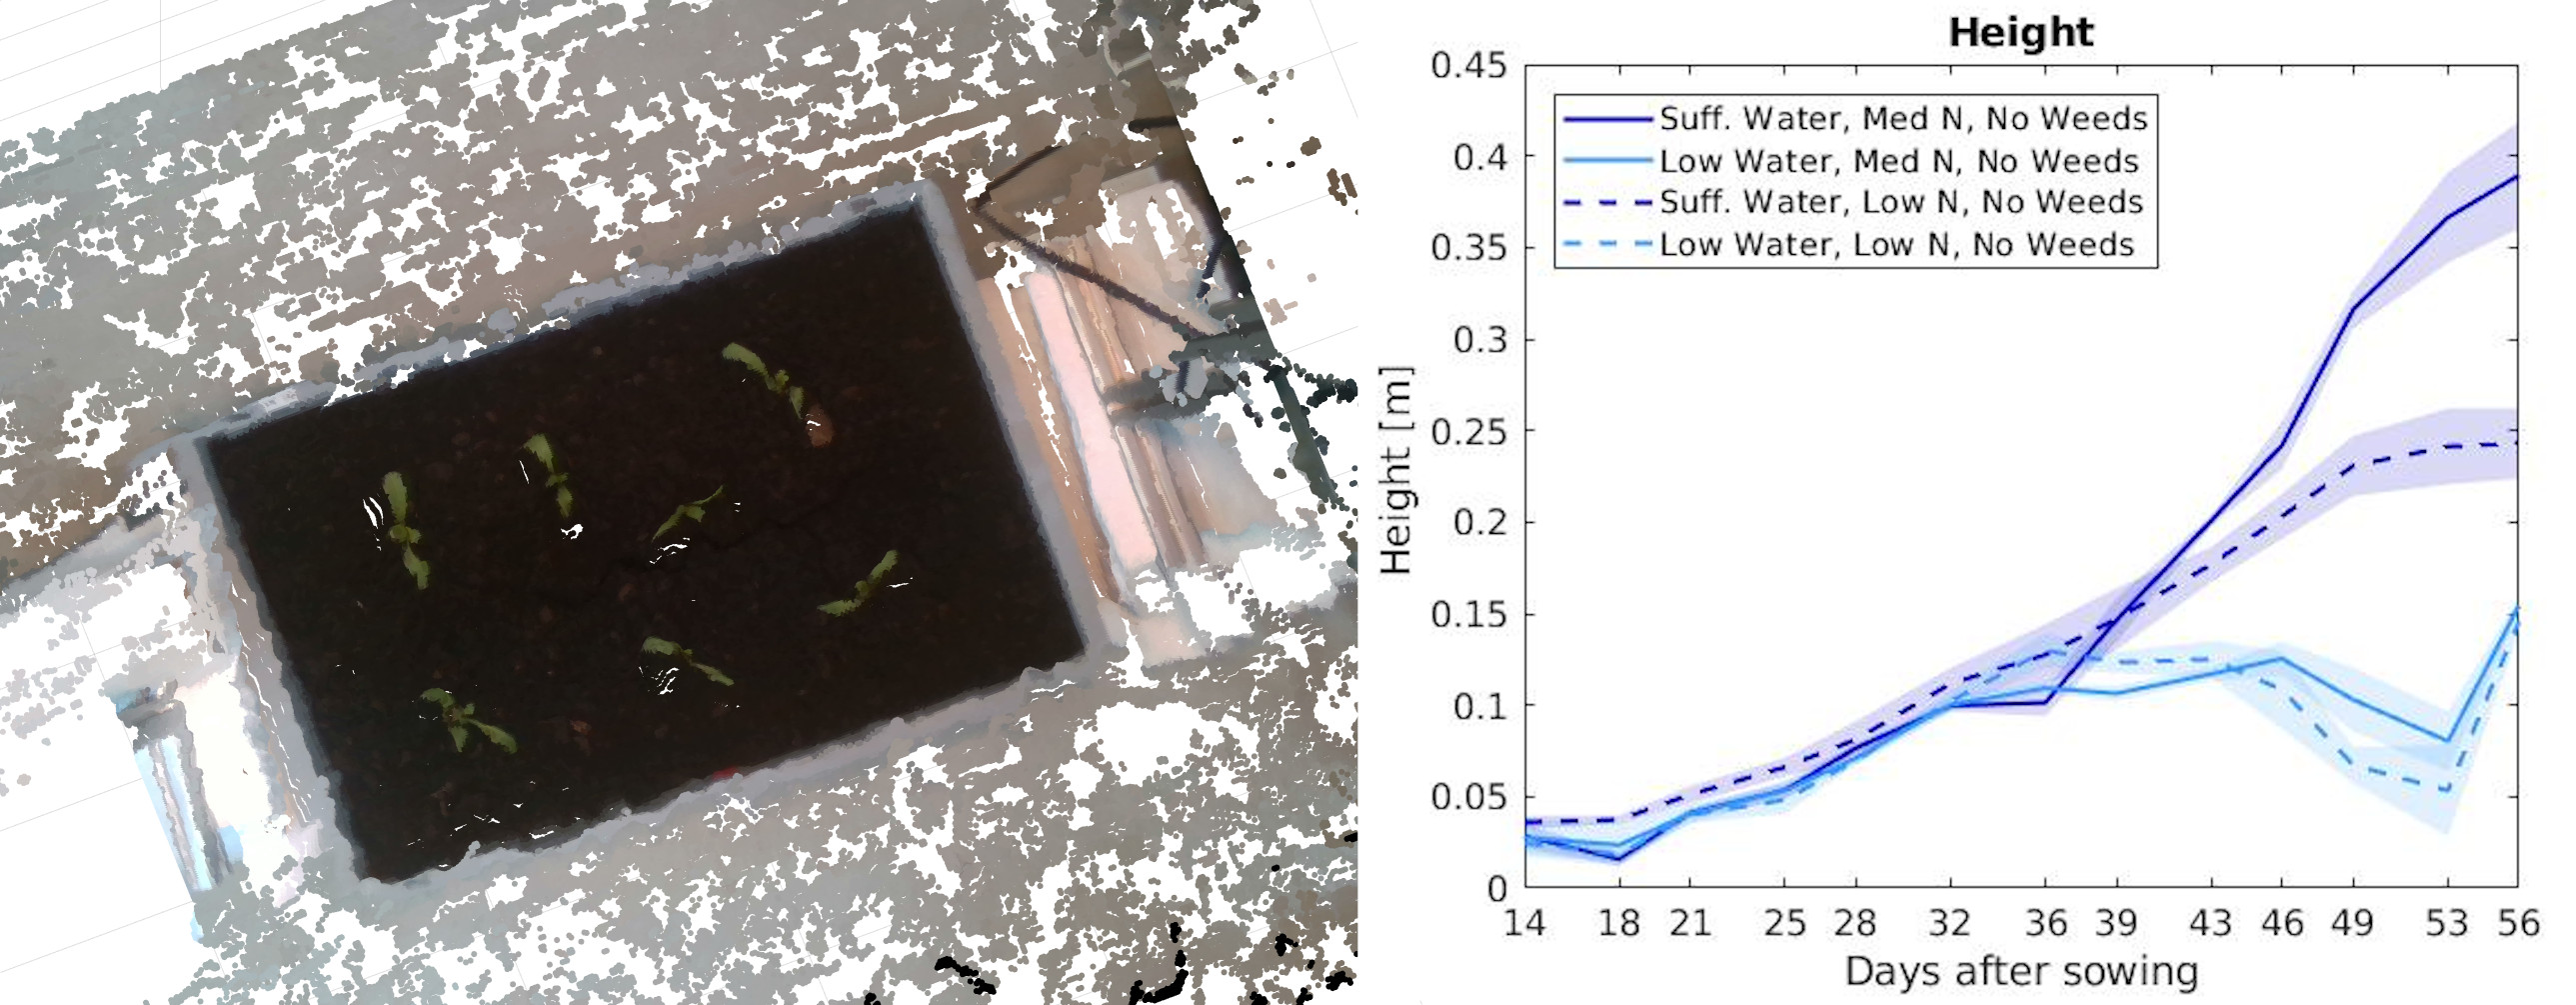 Height
0.45
0.4
0.35
0.3
0.25
0.2
0.15
0.1
0.05
0
Height [m]
Suff. Water, Med N, No Weeds
Low Water, Med N, No Weeds
Suff. Water, Low N, No Weeds
Low Water, Low N, No Weeds
14 18 21 25 28 32 36 39 43 46 49 53 56
Days after sowing